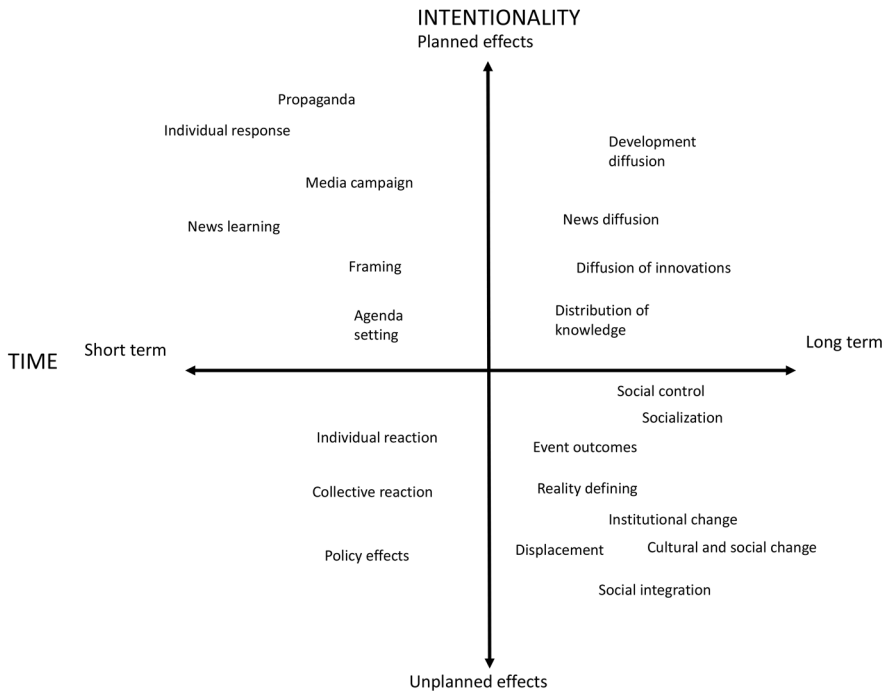 INTENTIONALITY
Planned effects
Propaganda
Individual response
Development
diffusion
Media campaign
News diffusion
News learning
Framing
Diffusion of innovations
Distribution of
knowledge
Agenda
setting
Long term
Short term
TIME
Social control
Socialization
Individual reaction
Event outcomes
Reality defining
Collective reaction
Institutional change
Cultural and social change
Displacement
Policy effects
Social integration
Unplanned effects